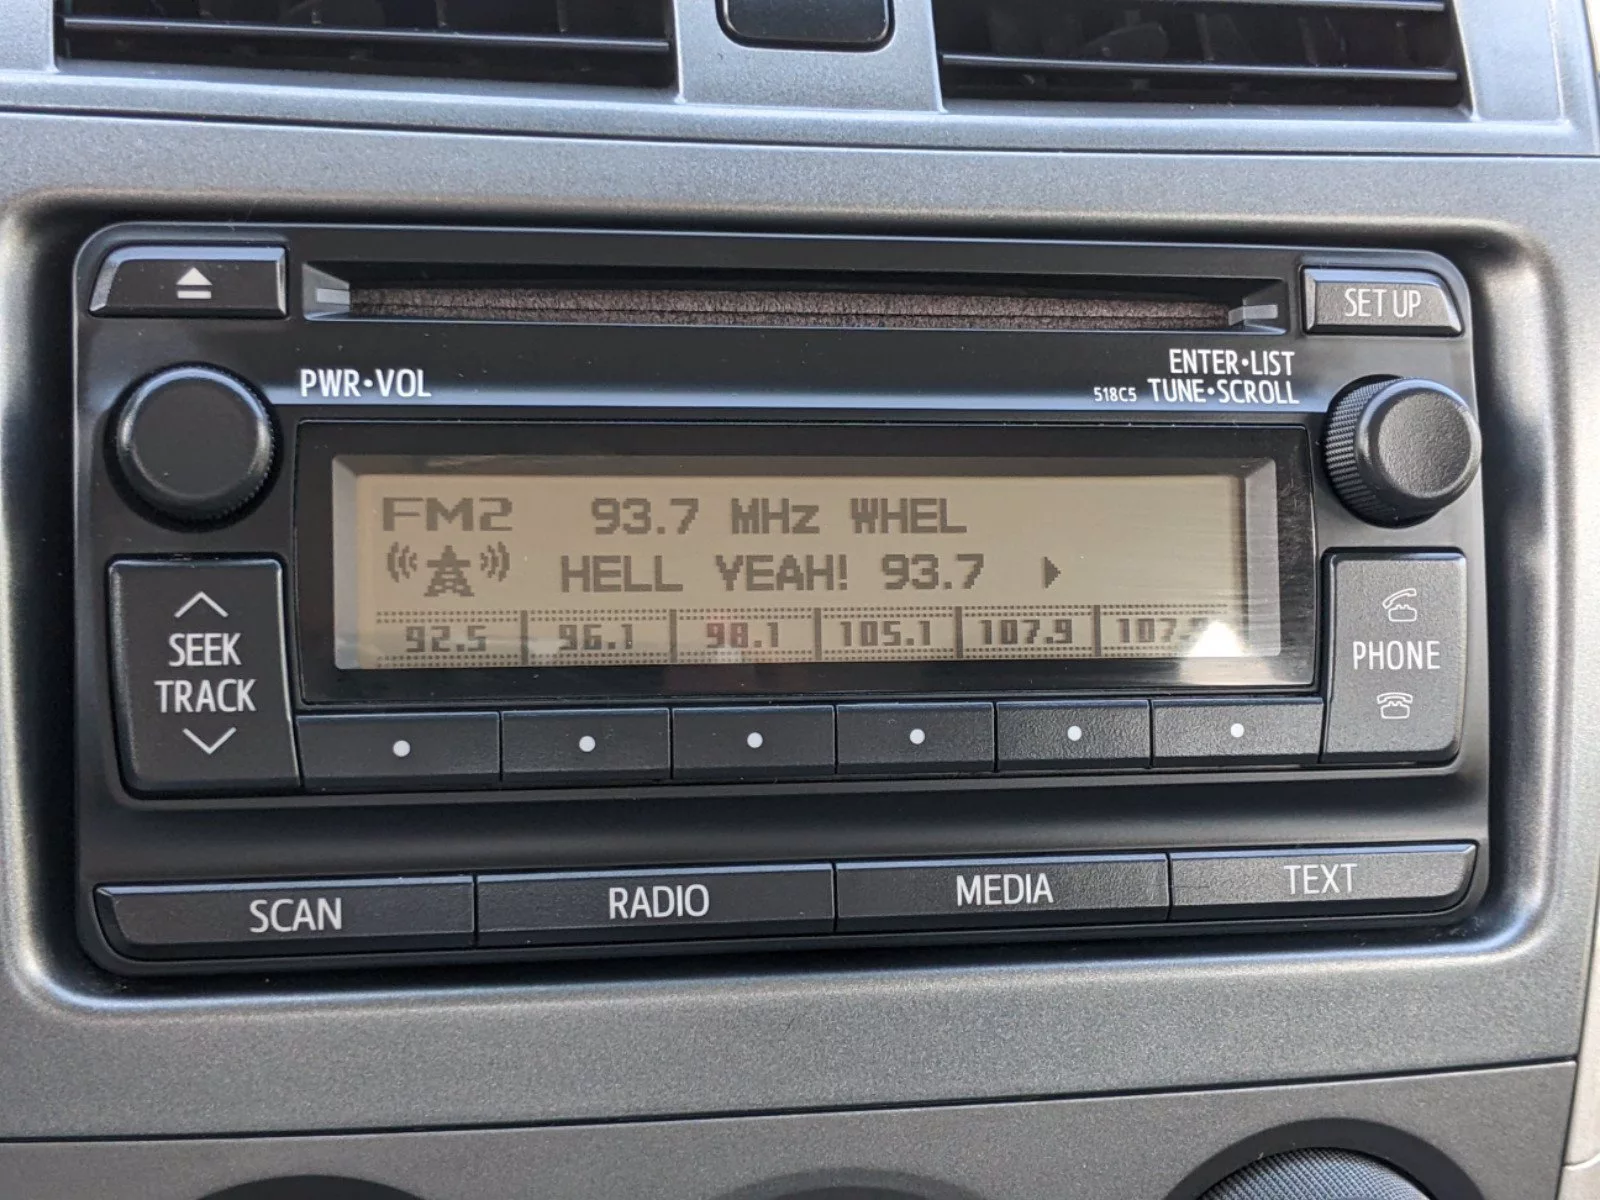 SET UP
PWR•VOL
ENTER•LIST
518C5 TUNE•SCROLL
FM2 93.7 MHz WHEL
HELL YEAH! 93.7
92.5 96.1 98.1 105.1 107.9
SEEK
TRACK
PHONE
SCAN RADIO MEDIA TEXT